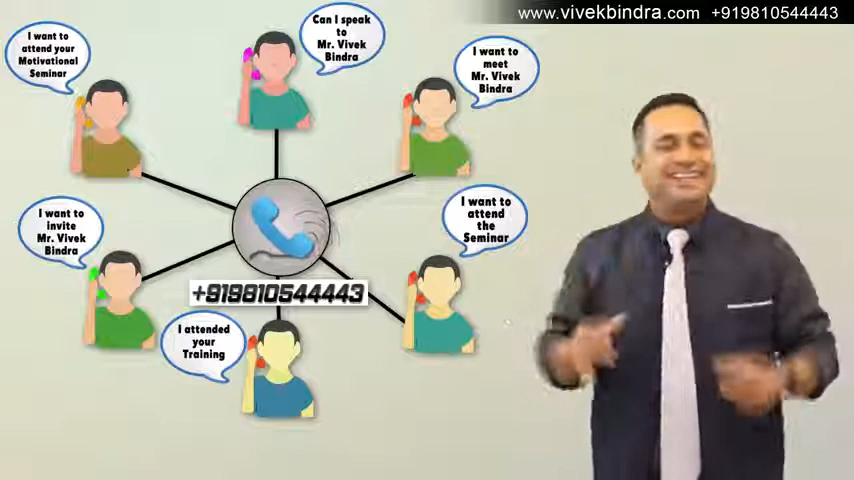 www.vivekbindra.com +919810544443
I want to
attend your
Motivational
Seminar
Can I speak
to
Mr. Vivek
Bindra
I want to
meet
Mr. Vivek
Bindra
I want to
invite
Mr. Vivek
Bindra
I want to
attend
the
Seminar
+919810544443
I attended
your
Training